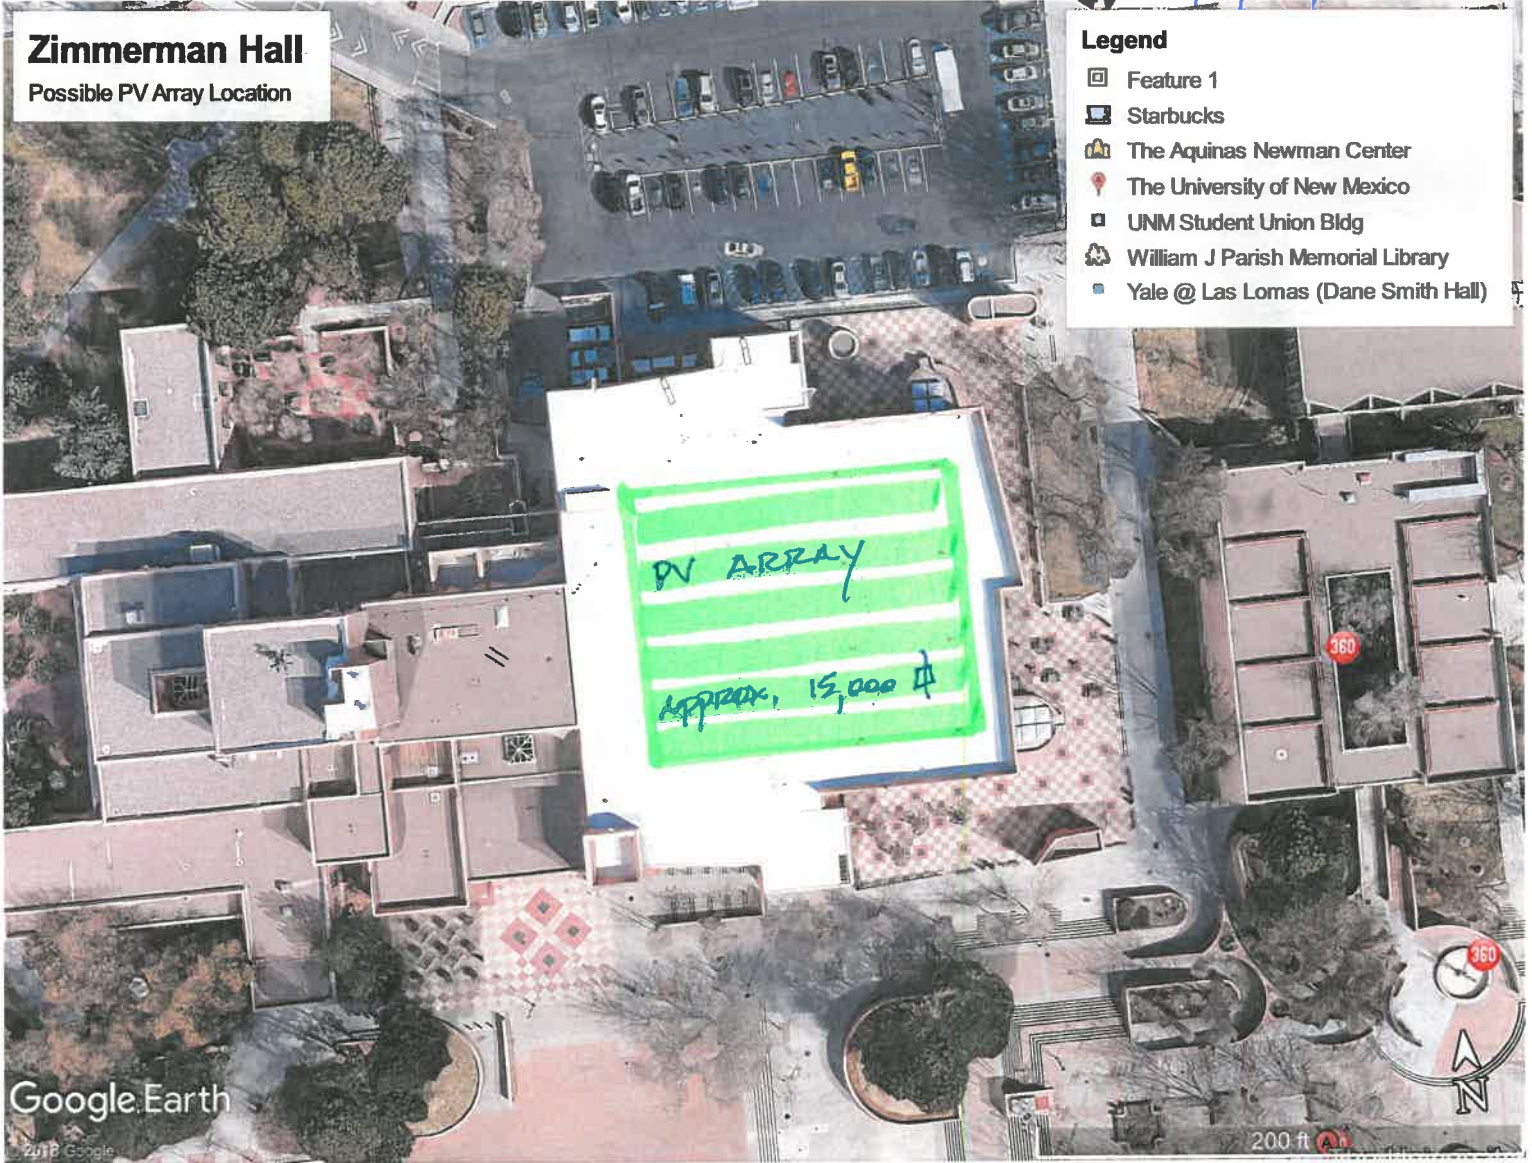 Zimmerman Hall
Possible PV Array Location
Legend
Feature 1
Starbucks
The Aquinas Newman Center
The University of New Mexico
UNM Student Union Bldg
William J Parish Memorial Library
Yale @ Las Lomas (Dane Smith Hall)
PV ARRAY
APPROX. 15,000
360
360
N
Google Earth
© 2018 Google
200 ft